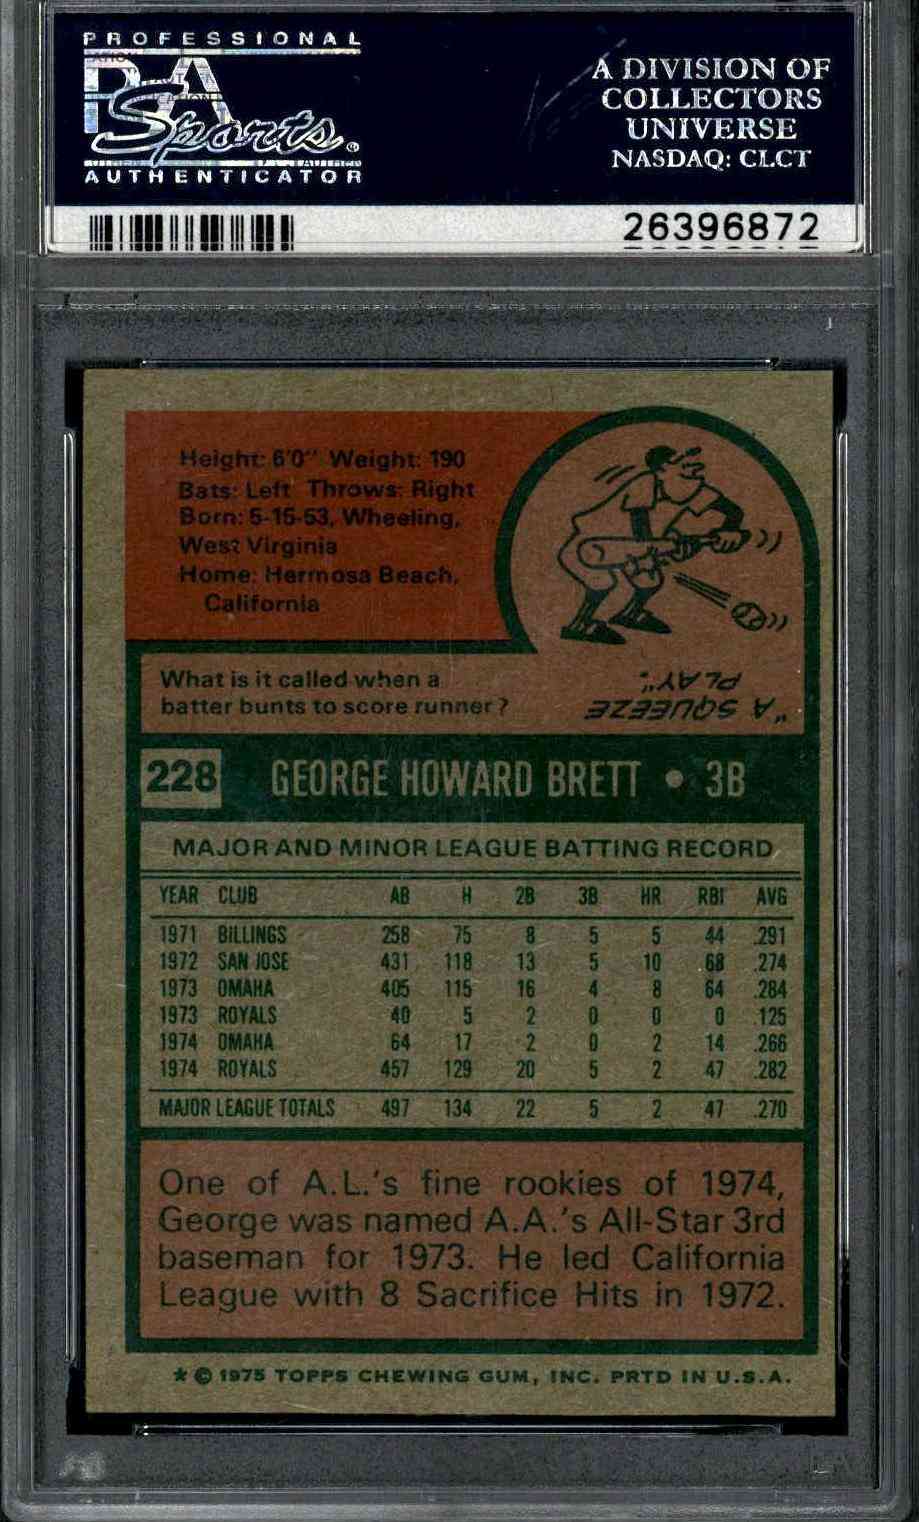 PROFESSIONAL
PSA
Sports®
AUTHENTICATOR
A DIVISION OF
COLLECTORS
UNIVERSE
NASDAQ: CLCT
26396872
Height: 6'0" Weight: 190
Bats: Left Throws: Right
Born: 5-15-53, Wheeling,
West Virginia
Home: Hermosa Beach,
California
What is it called when a
batter bunts to score runner?
"A SQUEEZE
PLAY".
228 GEORGE HOWARD BRETT • 3B
MAJOR AND MINOR LEAGUE BATTING RECORD
YEAR CLUB AB H 2B 3B HR RBI AVG
1971 BILLINGS 258 75 8 5 5 44 .291
1972 SAN JOSE 431 118 13 5 10 68 .274
1973 OMAHA 405 115 16 4 8 64 .284
1973 ROYALS 40 5 2 0 0 0 .125
1974 OMAHA 64 17 2 0 2 14 .266
1974 ROYALS 457 129 20 5 2 47 .282
MAJOR LEAGUE TOTALS 497 134 22 5 2 47 .270
One of A.L.'s fine rookies of 1974,
George was named A.A.'s All-Star 3rd
baseman for 1973. He led California
League with 8 Sacrifice Hits in 1972.
*© 1975 TOPPS CHEWING GUM, INC. PRTD IN U.S.A.